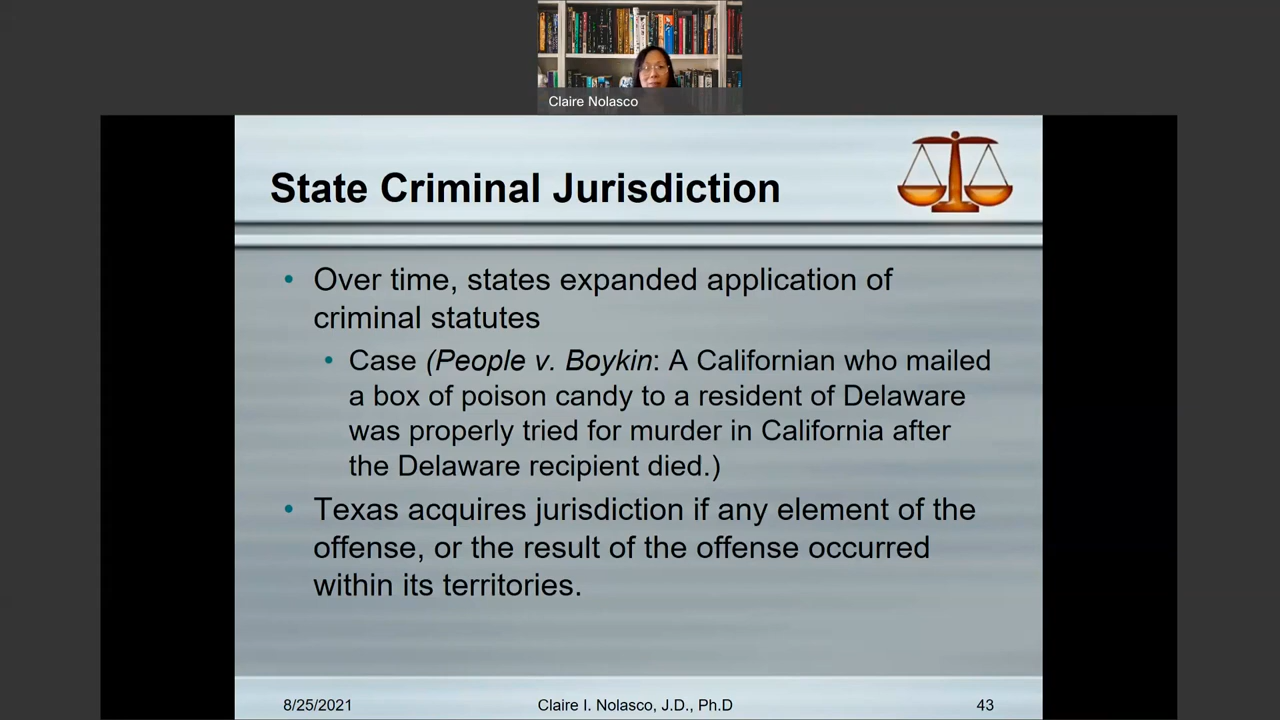 Claire Nolasco
State Criminal Jurisdiction
• Over time, states expanded application of
criminal statutes
• Case (People v. Boykin: A Californian who mailed
a box of poison candy to a resident of Delaware
was properly tried for murder in California after
the Delaware recipient died.)
• Texas acquires jurisdiction if any element of the
offense, or the result of the offense occurred
within its territories.
8/25/2021
Claire I. Nolasco, J.D., Ph.D
43